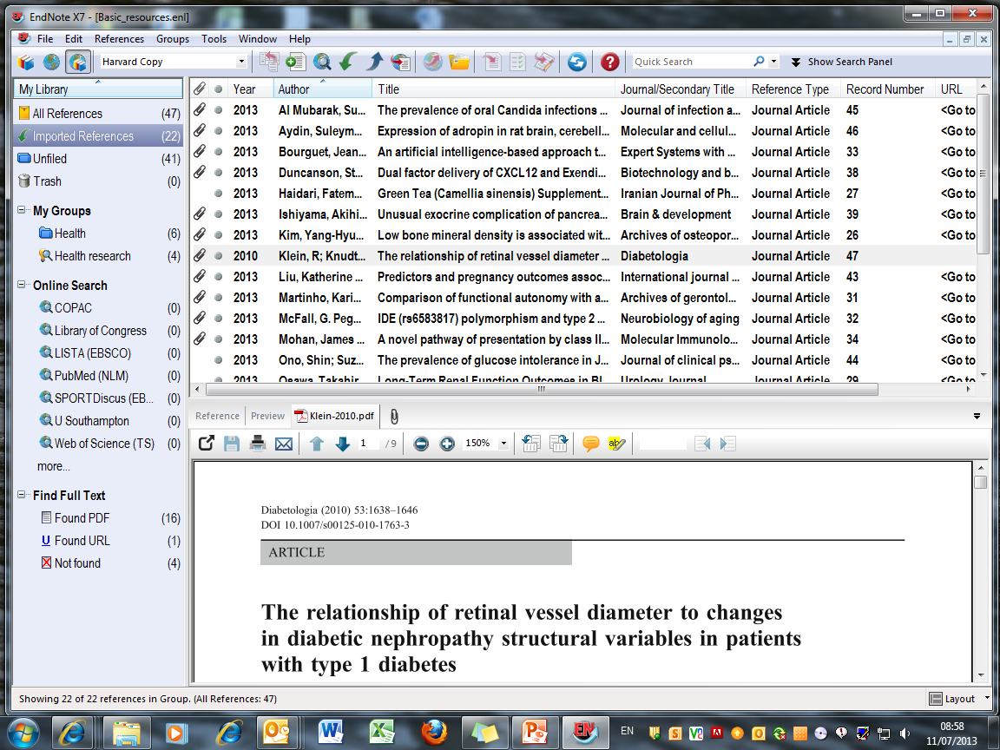 EndNote X7 - [Basic_resources.enl]
File Edit References Groups Tools Window Help
Harvard Copy Quick Search Show Search Panel
My Library
All References (47)
Imported References (22)
Unfiled (41)
Trash (0)
My Groups
Health (6)
Health research (4)
Online Search
COPAC (0)
Library of Congress (0)
LISTA (EBSCO) (0)
PubMed (NLM) (0)
SPORTDiscus (EB... (0)
U Southampton (0)
Web of Science (TS) (0)
more...
Find Full Text
Found PDF (16)
U Found URL (1)
Not found (4)
Year Author Title Journal/Secondary Title Reference Type Record Number URL
2013 Al Mubarak, Su... The prevalence of oral Candida infections ... Journal of infection a... Journal Article 45 <Go to
2013 Aydin, Suleym... Expression of adropin in rat brain, cerebell... Molecular and cellul... Journal Article 46 <Go to
2013 Bourguet, Jean... An artificial intelligence-based approach t... Expert Systems with ... Journal Article 33 <Go to
2013 Duncanson, St... Dual factor delivery of CXCL12 and Exendi... Biotechnology and b... Journal Article 38 <Go to
2013 Haidari, Fatem... Green Tea (Camellia sinensis) Supplement... Iranian Journal of Ph... Journal Article 27 <Go to
2013 Ishiyama, Akihi... Unusual exocrine complication of pancrea... Brain & development Journal Article 39 <Go to
2013 Kim, Yang-Hyu... Low bone mineral density is associated wit... Archives of osteopor... Journal Article 26 <Go to
2010 Klein, R; Knudt... The relationship of retinal vessel diameter ... Diabetologia Journal Article 47
2013 Liu, Katherine ... Predictors and pregnancy outcomes assoc... International journal ... Journal Article 43 <Go to
2013 Martinho, Kari... Comparison of functional autonomy with a... Archives of gerontol... Journal Article 31 <Go to
2013 McFall, G. Peg... IDE (rs6583817) polymorphism and type 2 ... Neurobiology of aging Journal Article 32 <Go to
2013 Mohan, James ... A novel pathway of presentation by class II... Molecular Immunolo... Journal Article 34 <Go to
2013 Ono, Shin; Suz... The prevalence of glucose intolerance in J... Journal of clinical ps... Journal Article 44 <Go to
2013 Osawa, Takahir... Long-Term Renal Function Outcomes in Bl... Urology Journal Journal Article 29 <Go to
Reference Preview Klein-2010.pdf
1 / 9 150%
Diabetologia (2010) 53:1638–1646
DOI 10.1007/s00125-010-1763-3
ARTICLE
The relationship of retinal vessel diameter to changes
in diabetic nephropathy structural variables in patients
with type 1 diabetes
Showing 22 of 22 references in Group. (All References: 47)
Layout
EN
08:58
11/07/2013